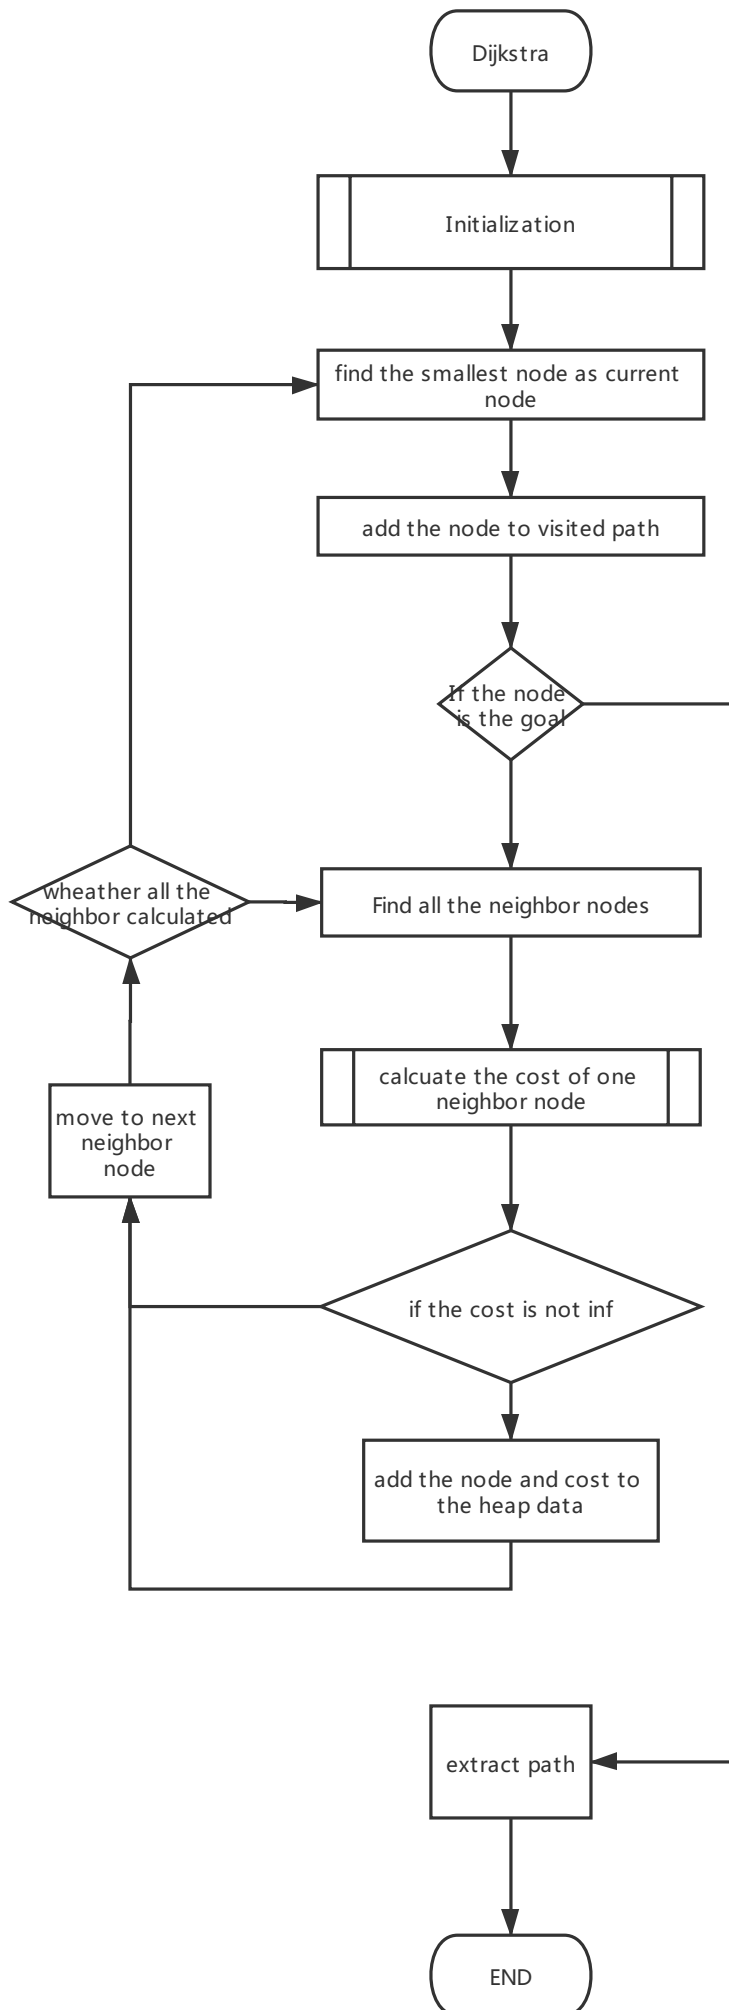 Dijkstra
Initialization
find the smallest node as current
node
add the node to visited path
If the node
is the goal
wheather all the
neighbor calculated
Find all the neighbor nodes
calcuate the cost of one
neighbor node
move to next
neighbor
node
if the cost is not inf
add the node and cost to
the heap data
extract path
END